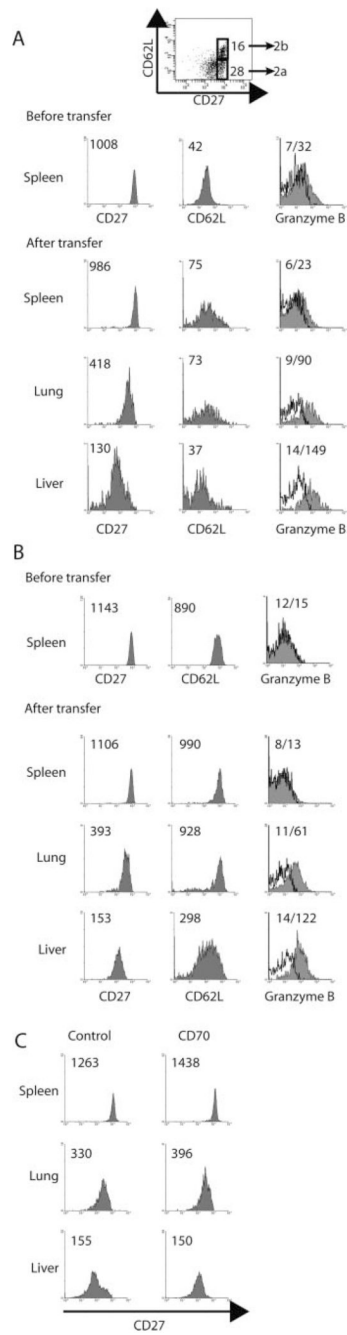 A
CD62L
16 2b
28 2a
CD27
Before transfer
1008 42 7/32
Spleen
CD27 CD62L Granzyme B
After transfer
986 75 6/23
Spleen
418 73 9/90
Lung
130 37 14/149
Liver
CD27 CD62L Granzyme B
B
Before transfer
1143 890 12/15
Spleen
CD27 CD62L Granzyme B
After transfer
1106 990 8/13
Spleen
393 928 11/61
Lung
153 298 14/122
Liver
CD27 CD62L Granzyme B
C
Control CD70
1263 1438
Spleen
330 396
Lung
155 150
Liver
CD27